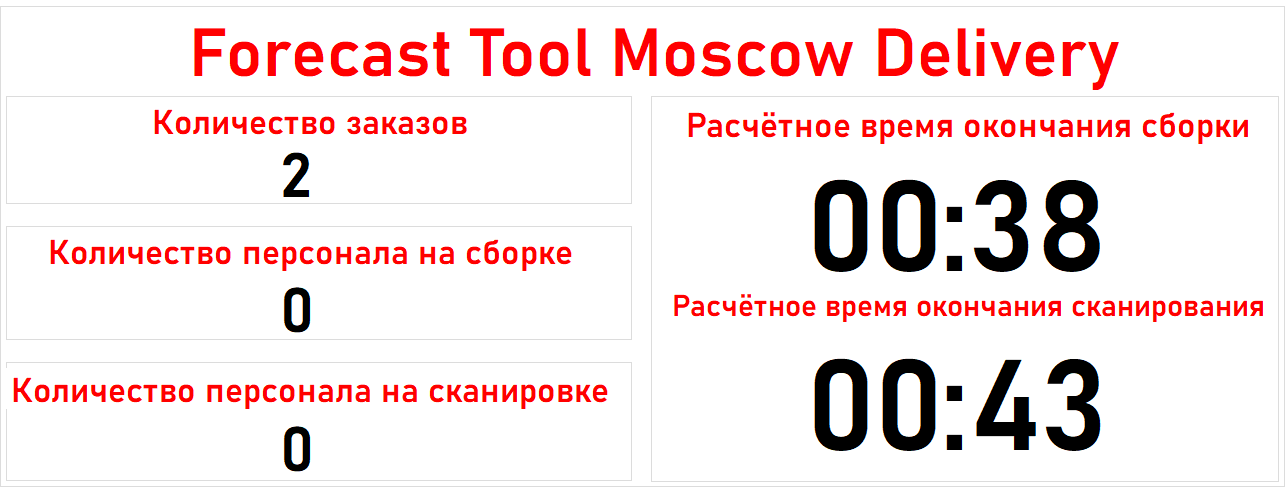 Forecast Tool Moscow Delivery
Количество заказов
2
Количество персонала на сборке
0
Количество персонала на сканировке
0
Расчётное время окончания сборки
00:38
Расчётное время окончания сканирования
00:43